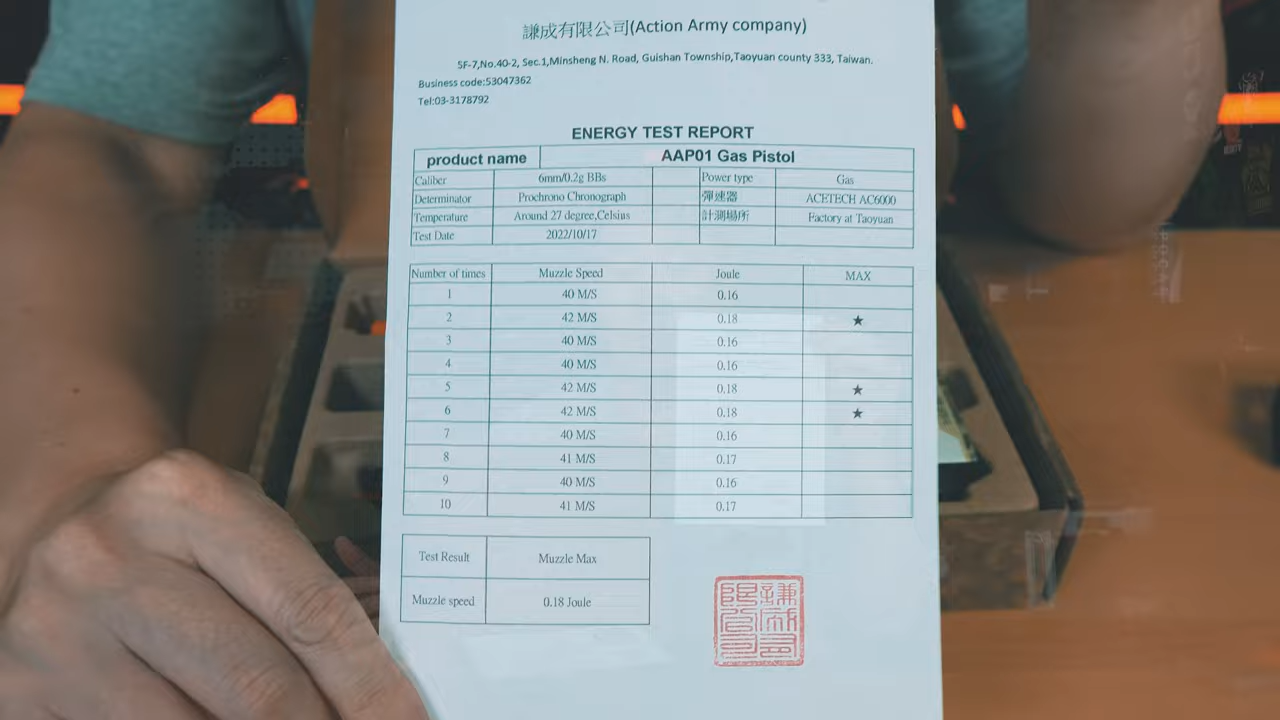 謙成有限公司(Action Army company)
5F-7,No.40-2, Sec.1,Minsheng N. Road, Guishan Township,Taoyuan county 333, Taiwan.
Business code:53047362
Tel:03-3178792
ENERGY TEST REPORT
product name AAP01 Gas Pistol
Caliber 6mm/0.2g BBs Power type Gas
Determinator Prochrono Chronograph 彈速器 ACETECH AC6000
Temperature Around 27 degree,Celsius 計測場所 Factory at Taoyuan
Test Date 2022/10/17
Number of times Muzzle Speed Joule MAX
1 40 M/S 0.16
2 42 M/S 0.18 ★
3 40 M/S 0.16
4 40 M/S 0.16
5 42 M/S 0.18 ★
6 42 M/S 0.18 ★
7 40 M/S 0.16
8 41 M/S 0.17
9 40 M/S 0.16
10 41 M/S 0.17
Test Result Muzzle Max
Muzzle speed 0.18 Joule
謙成有限公司